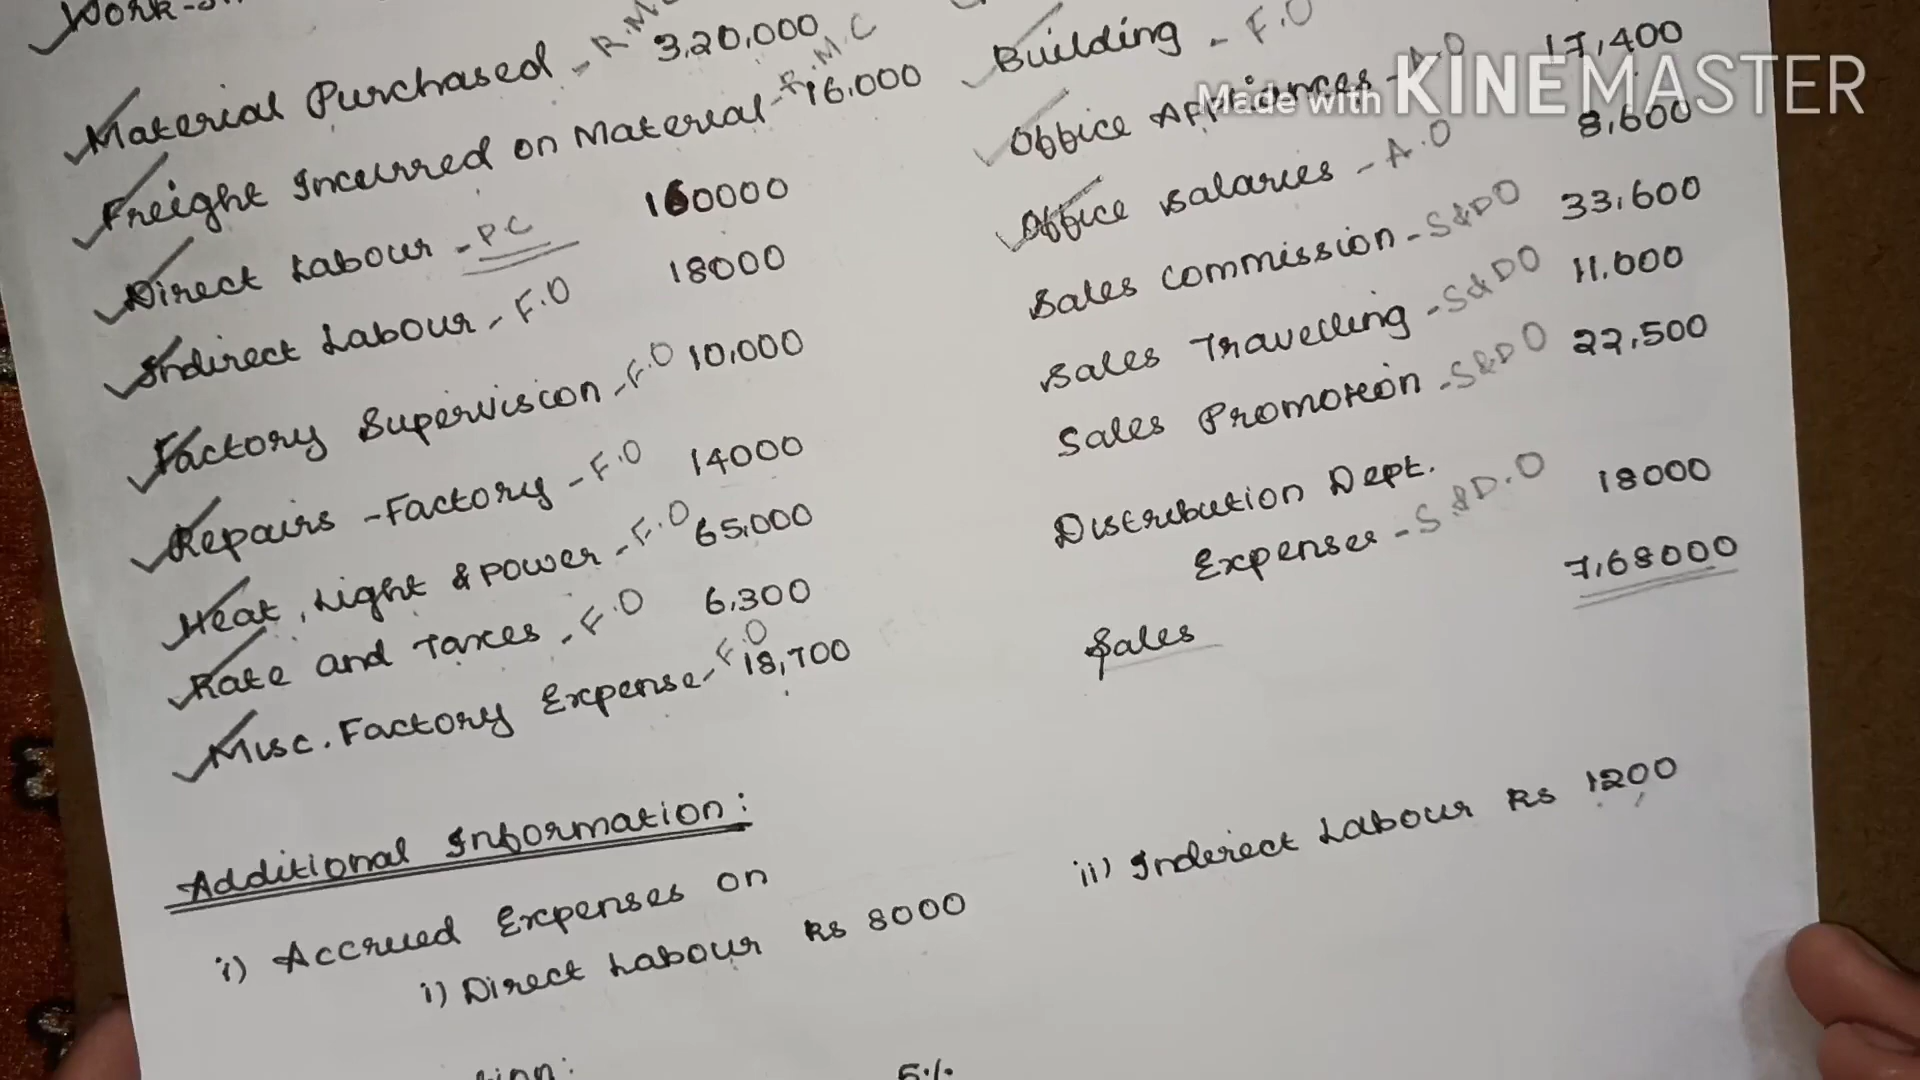 Material Purchased - R.M.C 3,20,000
Freight Incurred on Material - R.M.C 16,000
Direct Labour - P.C 160000
Indirect Labour - F.O 18000
Factory Supervision - F.O 10,000
Repairs - Factory - F.O 14000
Heat, Light & Power - F.O 65,000
Rate and Taxes - F.O 6,300
Misc. Factory Expense - F.O 18,700
Building - F.O
Office Appliances - A.O 17,400
Office salaries - A.O 8,600
Sales Commission - S&DO 33,600
Sales Travelling - S&DO 11,000
Sales Promotion - S&DO 22,500
Distribution Dept.
Expenses - S&D.O 18000
Sales 7,68000
Additional Information:
i) Accrued Expenses on
i) Direct Labour Rs 8000
ii) Indirect Labour Rs 1200
5%
Made with KINEMASTER